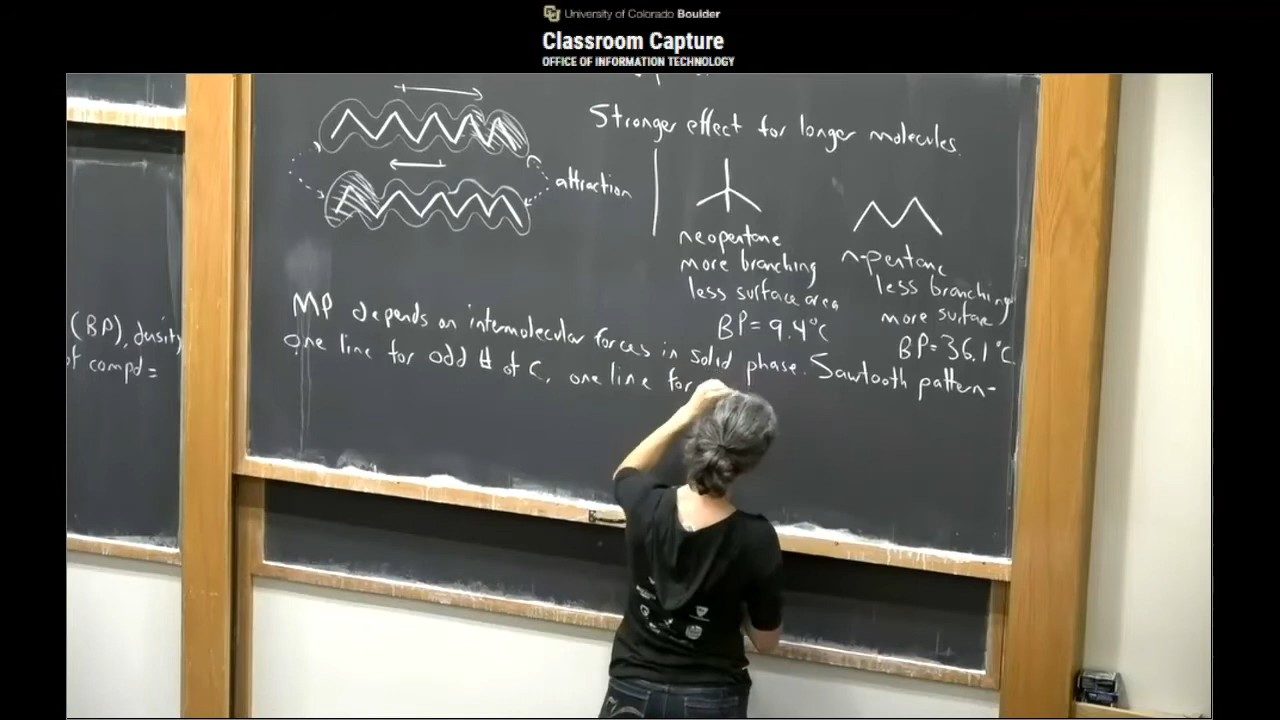 University of Colorado Boulder
Classroom Capture
OFFICE OF INFORMATION TECHNOLOGY
Stronger effect for longer molecules.
attraction
neopentane
more branching
less surface area
BP = 9.4°C
n-pentane
less branching
more surface
BP = 36.1°C
(BP), density
of compd =
MP depends on intermolecular forces in solid phase. Sawtooth pattern-
one line for odd # of C, one line for